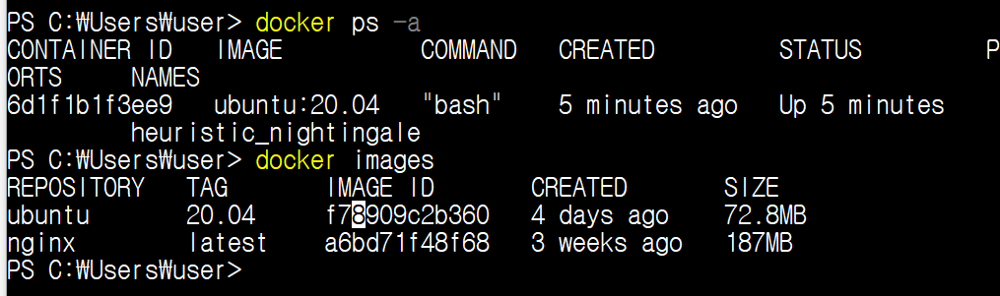 PS C:₩Users₩user> docker ps -a
CONTAINER ID   IMAGE          COMMAND   CREATED         STATUS         P
ORTS     NAMES
6d1f1b1f3ee9   ubuntu:20.04   "bash"    5 minutes ago   Up 5 minutes
         heuristic_nightingale
PS C:₩Users₩user> docker images
REPOSITORY   TAG       IMAGE ID       CREATED       SIZE
ubuntu       20.04     f78909c2b360   4 days ago    72.8MB
nginx        latest    a6bd71f48f68   3 weeks ago   187MB
PS C:₩Users₩user>